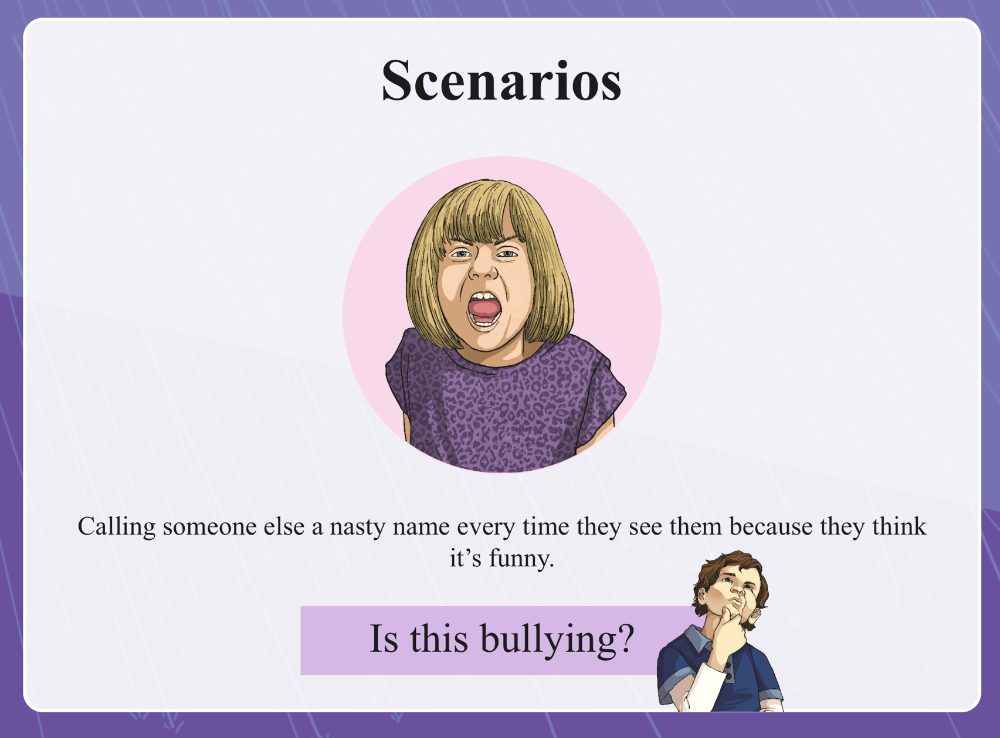 Scenarios
Calling someone else a nasty name every time they see them because they think
it’s funny.
Is this bullying?